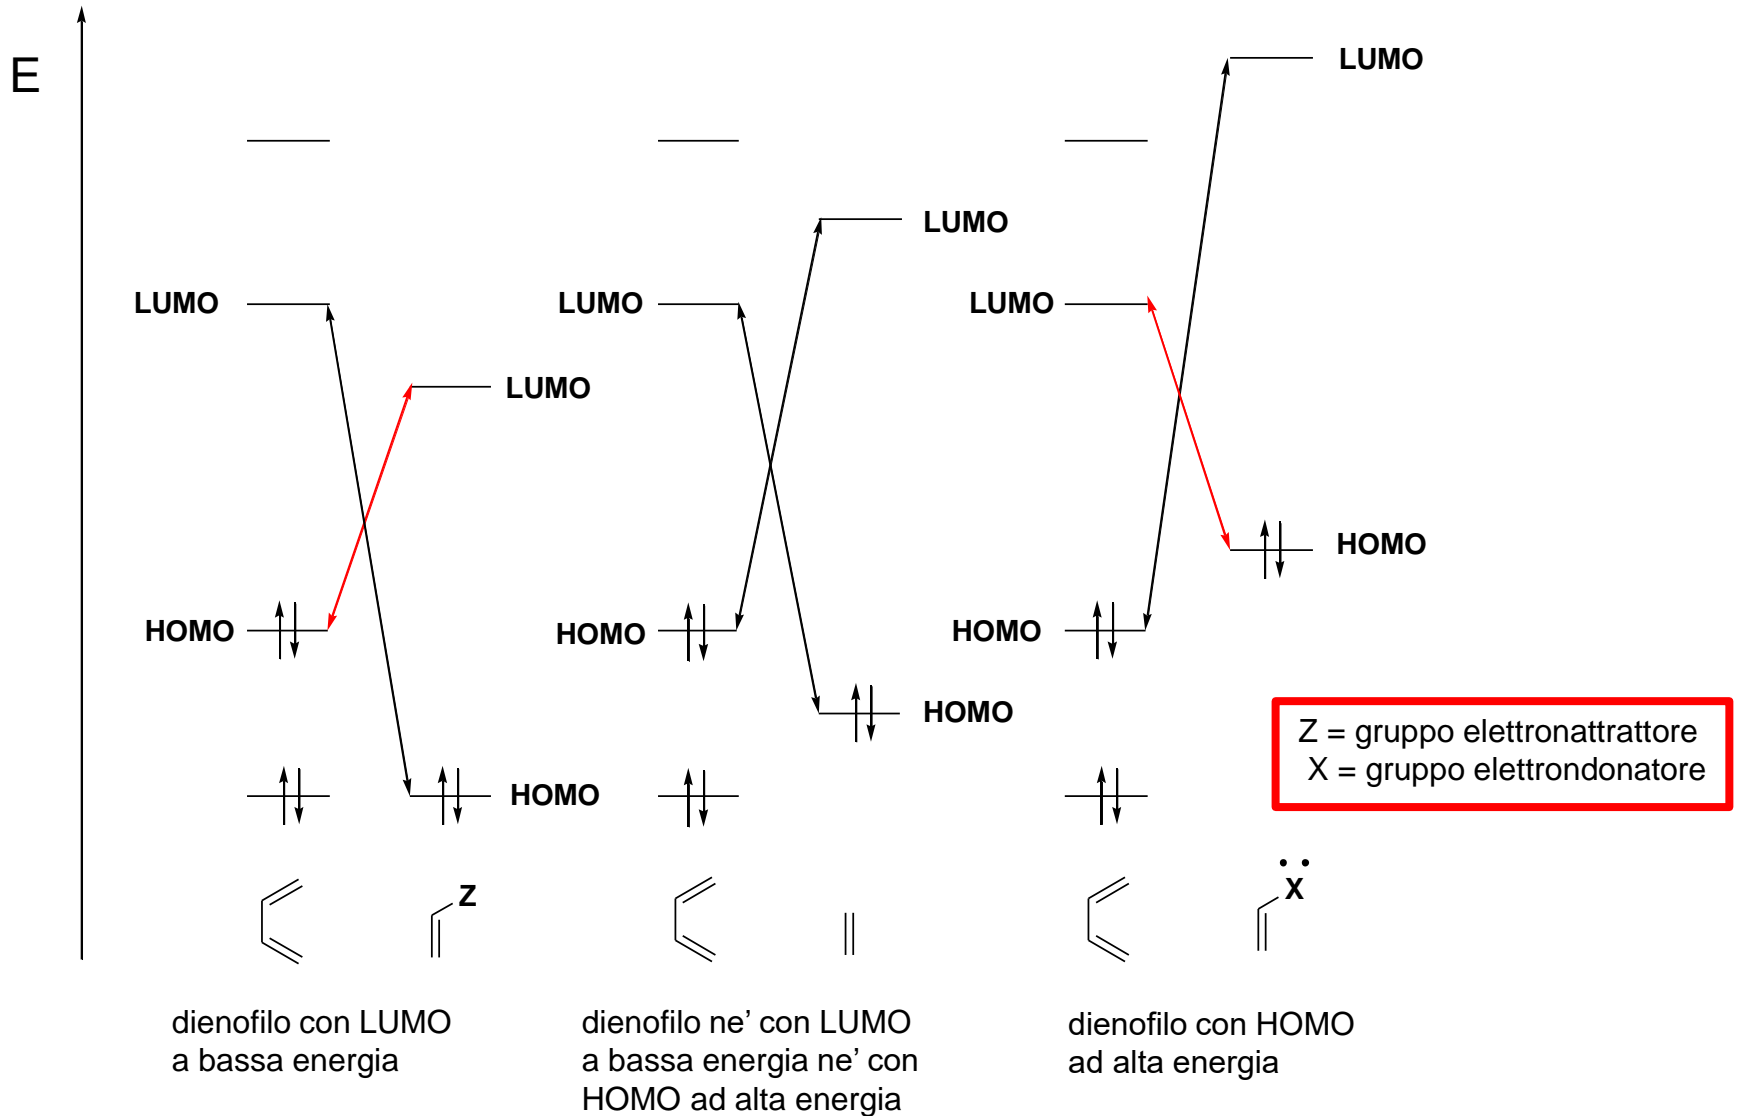 E
LUMO
LUMO
HOMO
HOMO
Z
dienofilo con LUMO
a bassa energia
LUMO
LUMO
HOMO
HOMO
dienofilo ne’ con LUMO
a bassa energia ne’ con
HOMO ad alta energia
LUMO
LUMO
HOMO
HOMO
X
dienofilo con HOMO
ad alta energia
Z = gruppo elettronattrattore
X = gruppo elettrondonatore